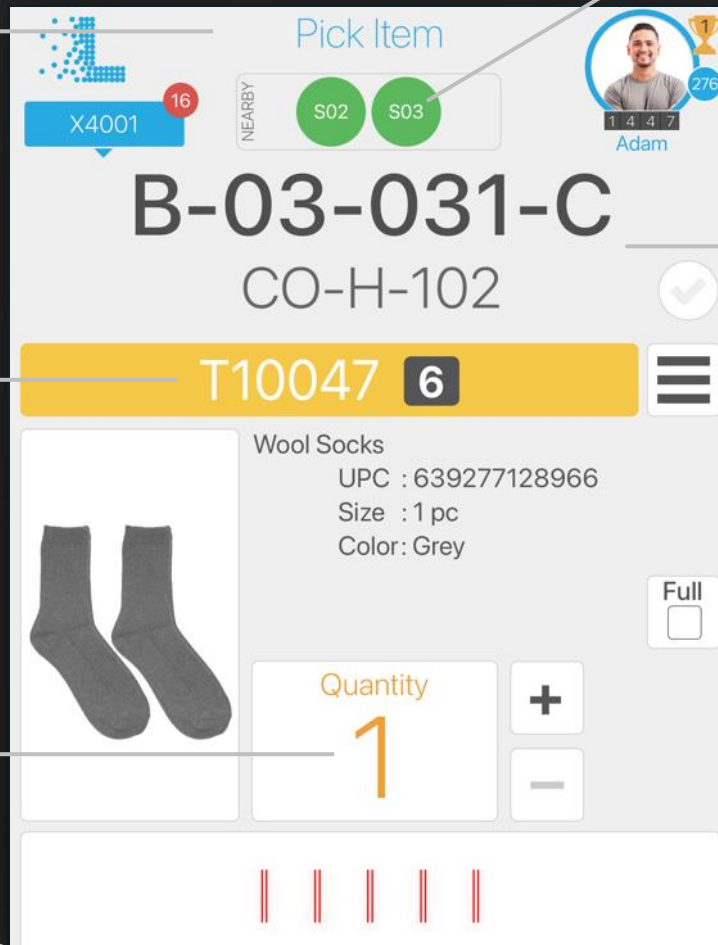 Pick Item
1
276
X4001
16
NEARBY
S02
S03
1 4 4 7
Adam
B-03-031-C
CO-H-102
T10047 6
Wool Socks
UPC : 639277128966
Size : 1 pc
Color: Grey
Full
Quantity
1
+
−